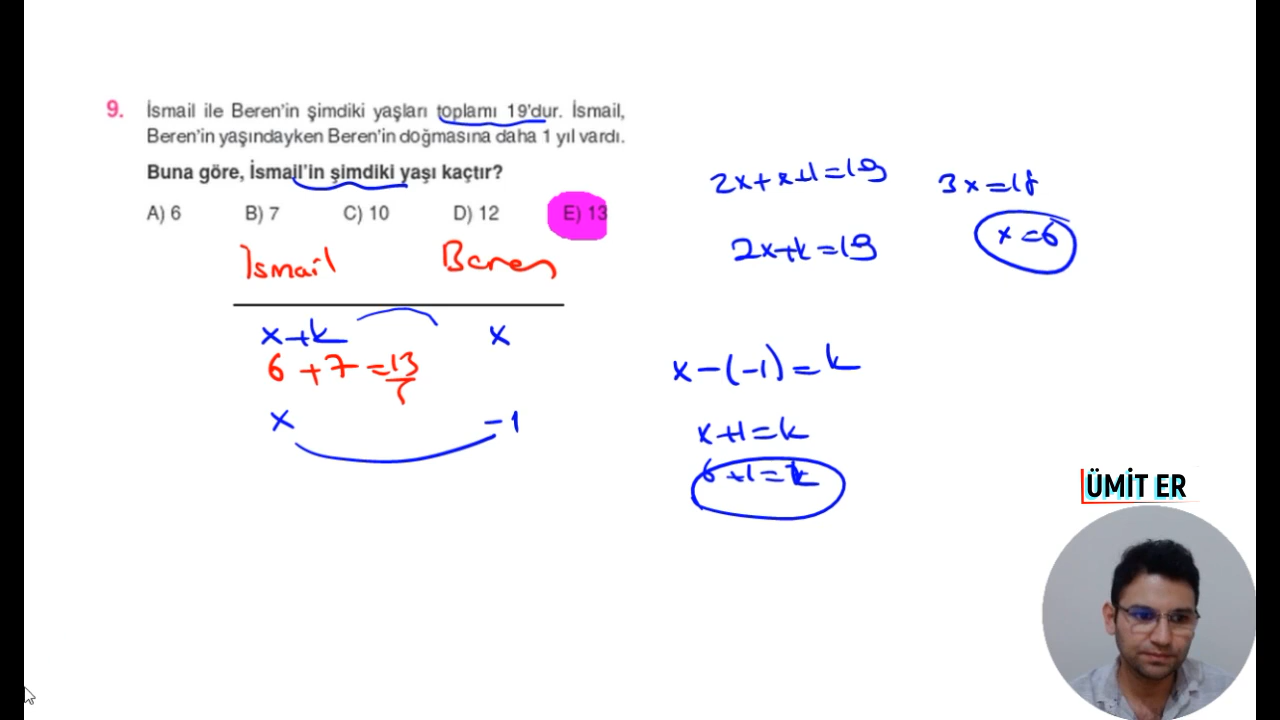 9. İsmail ile Beren'in şimdiki yaşları toplamı 19'dur. İsmail,
Beren'in yaşındayken Beren'in doğmasına daha 1 yıl vardı.
Buna göre, İsmail'in şimdiki yaşı kaçtır?
A) 6 B) 7 C) 10 D) 12 E) 13
İsmail Beren
x+k x
6 +7 =13
x -1
2x+x+1=19
3x=18
2x+k=19
x=6
x-(-1)=k
x+1=k
6+1=k
ÜMİT ER